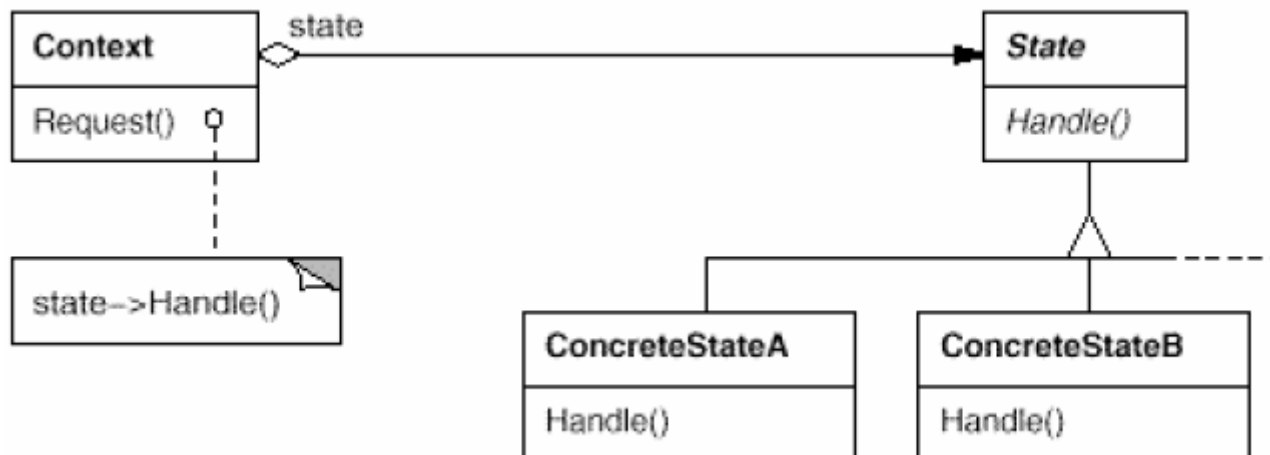 state
Context
State
Request()
Handle()
state->Handle()
ConcreteStateA
ConcreteStateB
Handle()
Handle()